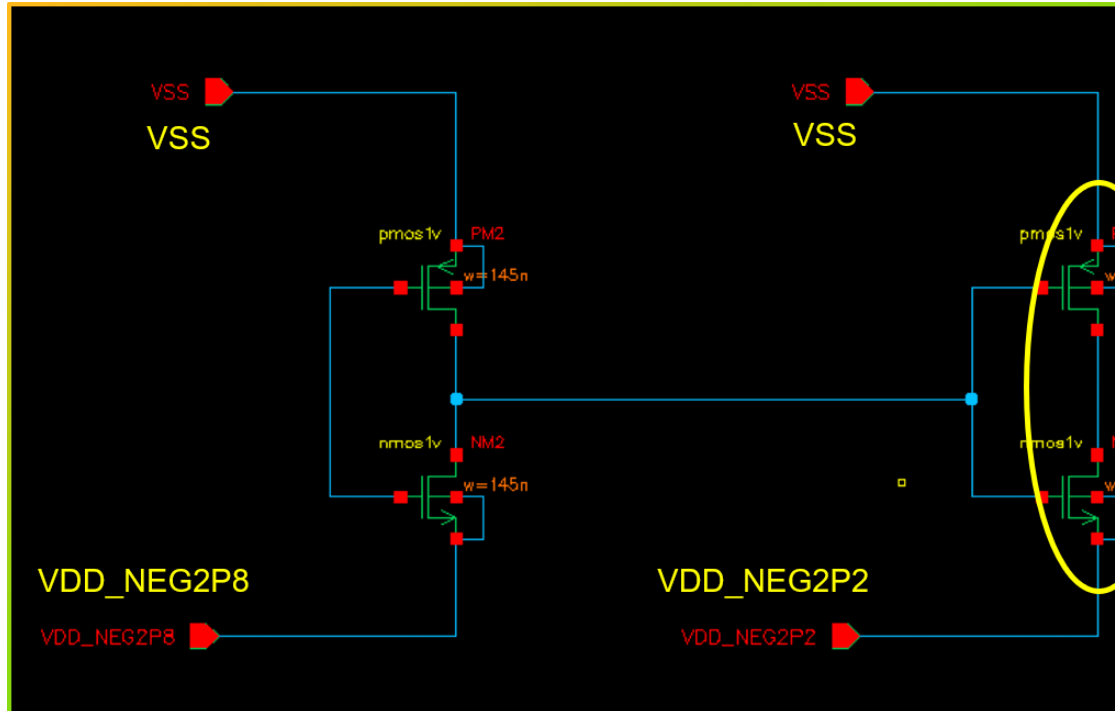 VSS
VSS
VSS
VSS
pmos1v PM2
w=145n
pmos1v
nmos1v NM2
w=145n
nmos1v
VDD_NEG2P8
VDD_NEG2P2
VDD_NEG2P8
VDD_NEG2P2